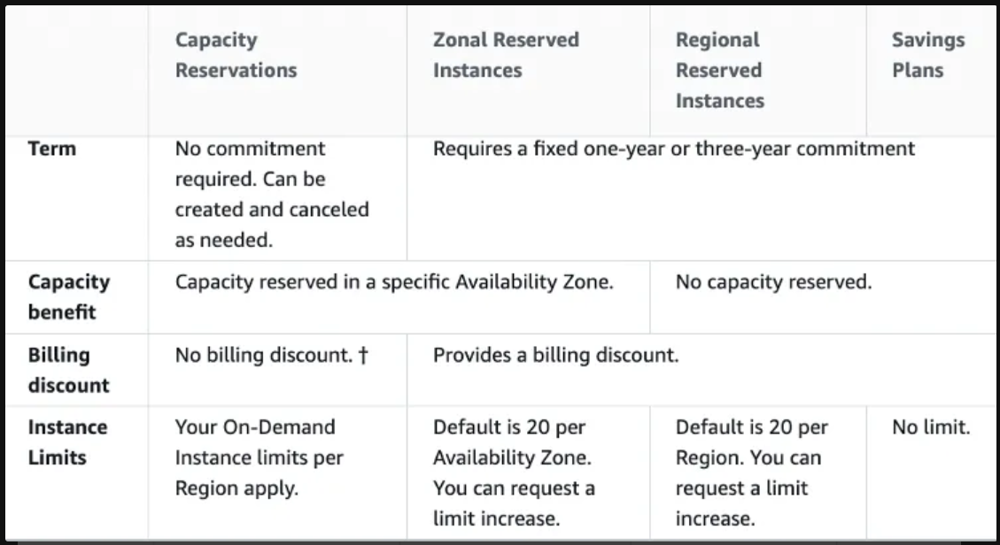 Capacity
Reservations
Zonal Reserved
Instances
Regional
Reserved
Instances
Savings
Plans
Term
No commitment
required. Can be
created and canceled
as needed.
Requires a fixed one-year or three-year commitment
Capacity
benefit
Capacity reserved in a specific Availability Zone.
No capacity reserved.
Billing
discount
No billing discount. †
Provides a billing discount.
Instance
Limits
Your On-Demand
Instance limits per
Region apply.
Default is 20 per
Availability Zone.
You can request a
limit increase.
Default is 20 per
Region. You can
request a limit
increase.
No limit.